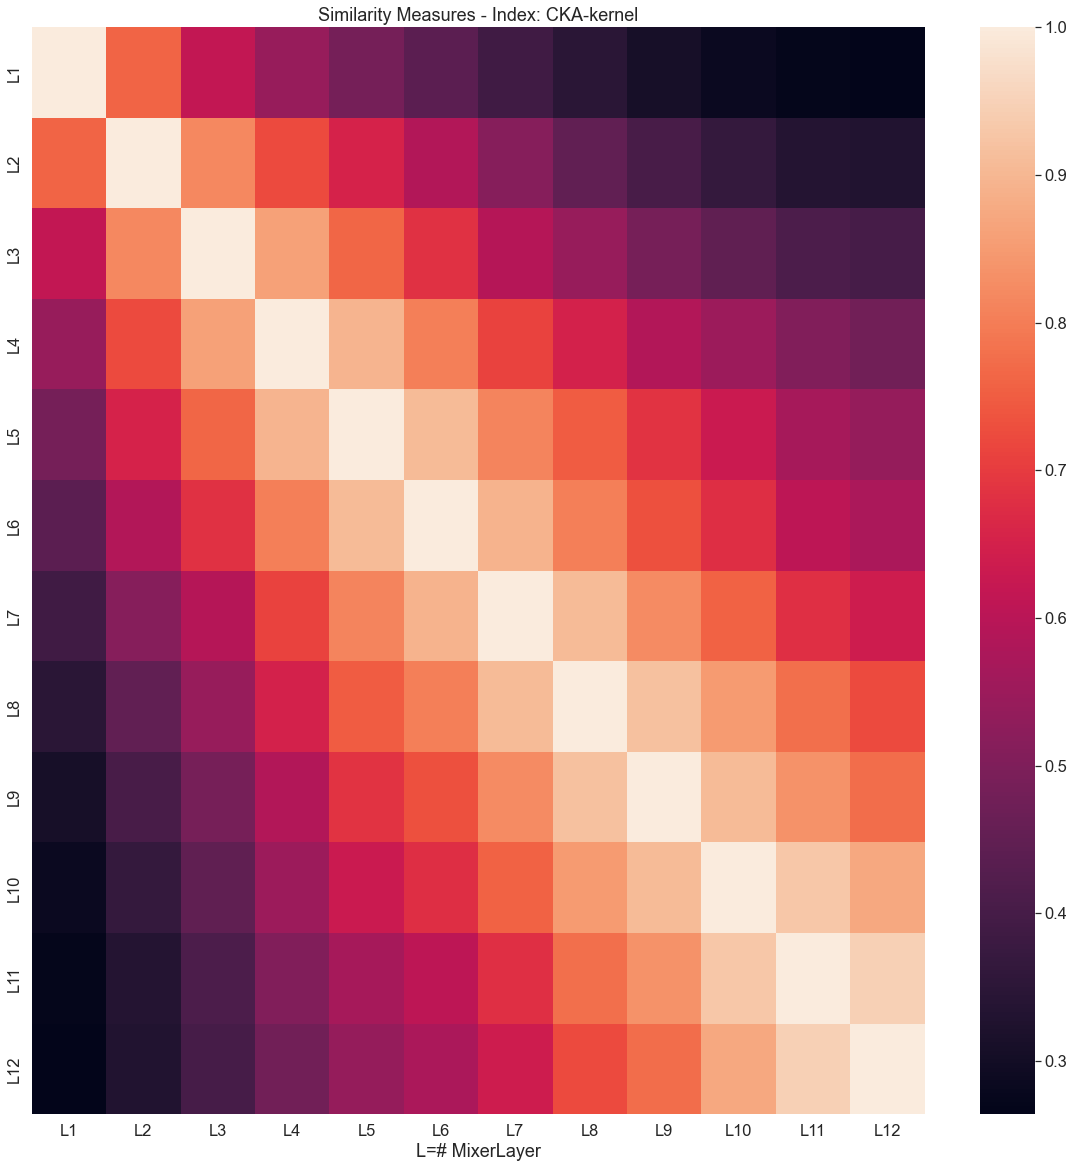 Similarity Measures - Index: CKA-kernel
L1
L2
L3
L4
L5
L6
L7
L8
L9
L10
L11
L12
L1 L2 L3 L4 L5 L6 L7 L8 L9 L10 L11 L12
L=# MixerLayer
1.0
0.9
0.8
0.7
0.6
0.5
0.4
0.3